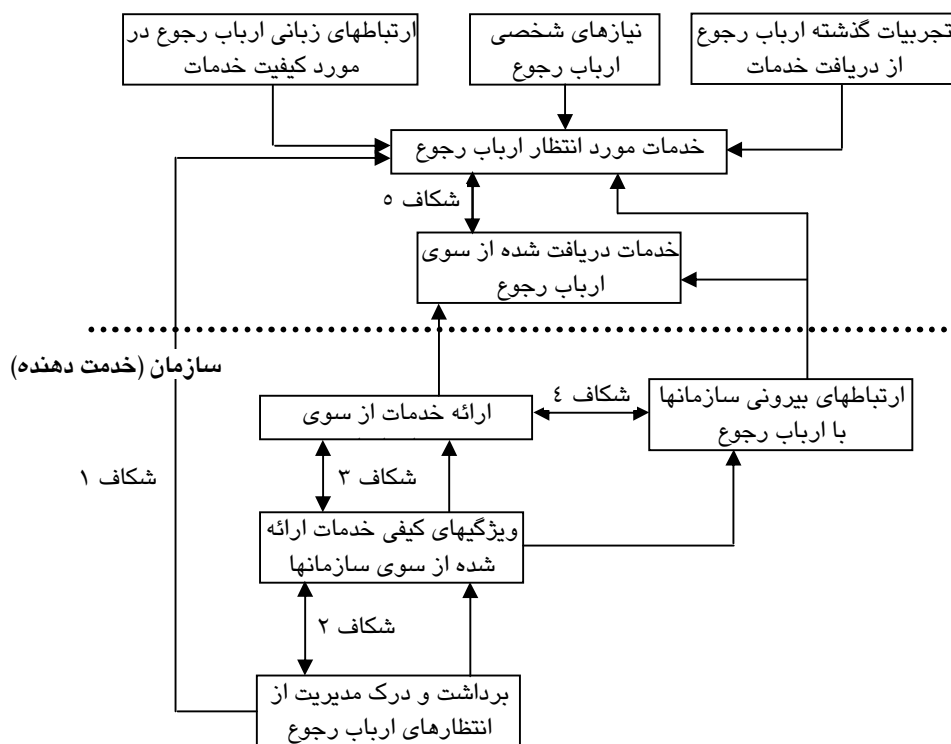 تجربیات گذشته ارباب رجوع
از دریافت خدمات
نیازهای شخصی
ارباب رجوع
ارتباطهای زبانی ارباب رجوع در
مورد کیفیت خدمات
خدمات مورد انتظار ارباب رجوع
شکاف ۵
خدمات دریافت شده از سوی
ارباب رجوع
سازمان (خدمت دهنده)
ارتباطهای بیرونی سازمانها
با ارباب رجوع
شکاف ٤
ارائه خدمات از سوی
شکاف ۱
شکاف ۳
ویژگیهای کیفی خدمات ارائه
شده از سوی سازمانها
شکاف ۲
برداشت و درک مدیریت از
انتظارهای ارباب رجوع